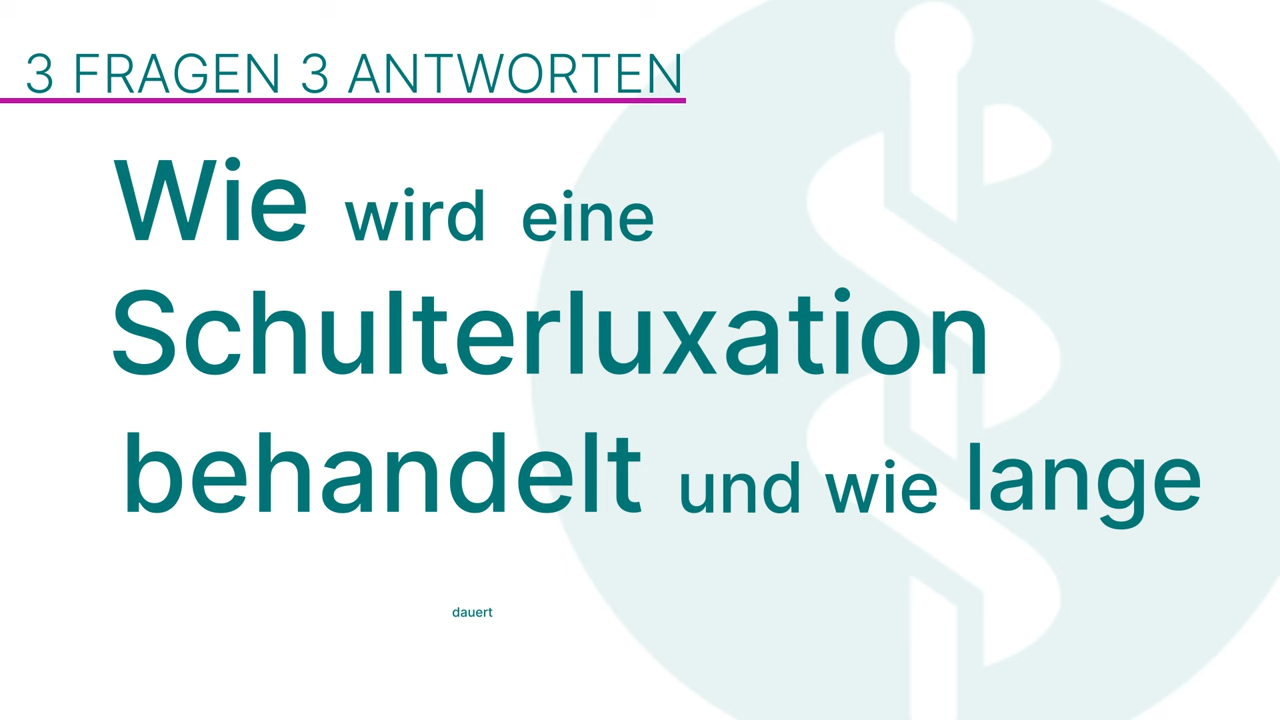 3 FRAGEN 3 ANTWORTEN
Wie wird eine
Schulterluxation
behandelt und wie lange
dauert